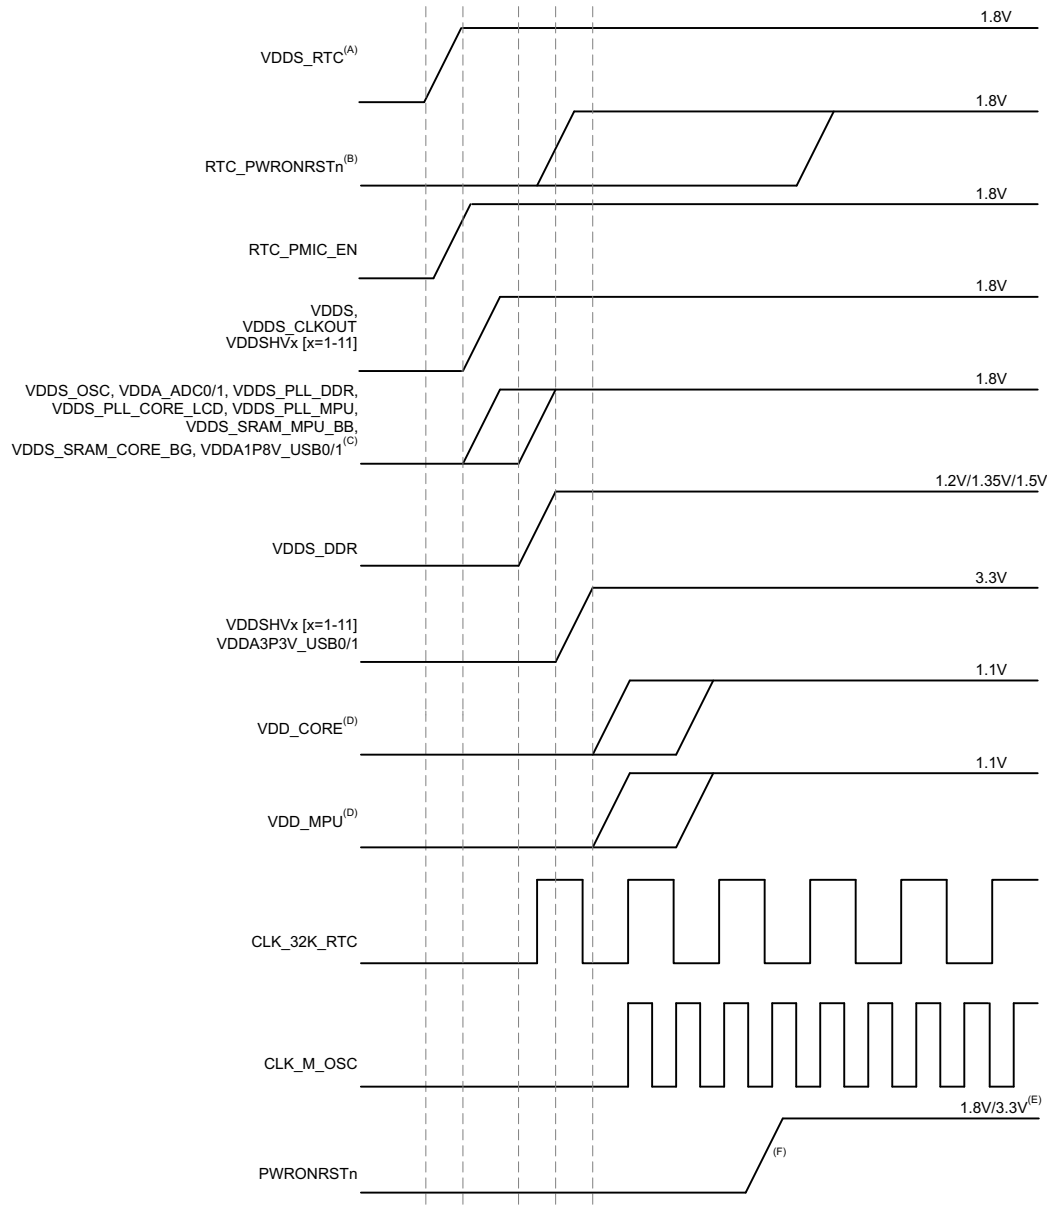 1.8V
VDDS_RTC(A)
1.8V
RTC_PWRONRSTn(B)
1.8V
RTC_PMIC_EN
1.8V
VDDS,
VDDS_CLKOUT
VDDSHVx [x=1-11]
1.8V
VDDS_OSC, VDDA_ADC0/1, VDDS_PLL_DDR,
VDDS_PLL_CORE_LCD, VDDS_PLL_MPU,
VDDS_SRAM_MPU_BB,
VDDS_SRAM_CORE_BG, VDDA1P8V_USB0/1(C)
1.2V/1.35V/1.5V
VDDS_DDR
3.3V
VDDSHVx [x=1-11]
VDDA3P3V_USB0/1
1.1V
VDD_CORE(D)
1.1V
VDD_MPU(D)
CLK_32K_RTC
CLK_M_OSC
1.8V/3.3V(E)
(F)
PWRONRSTn